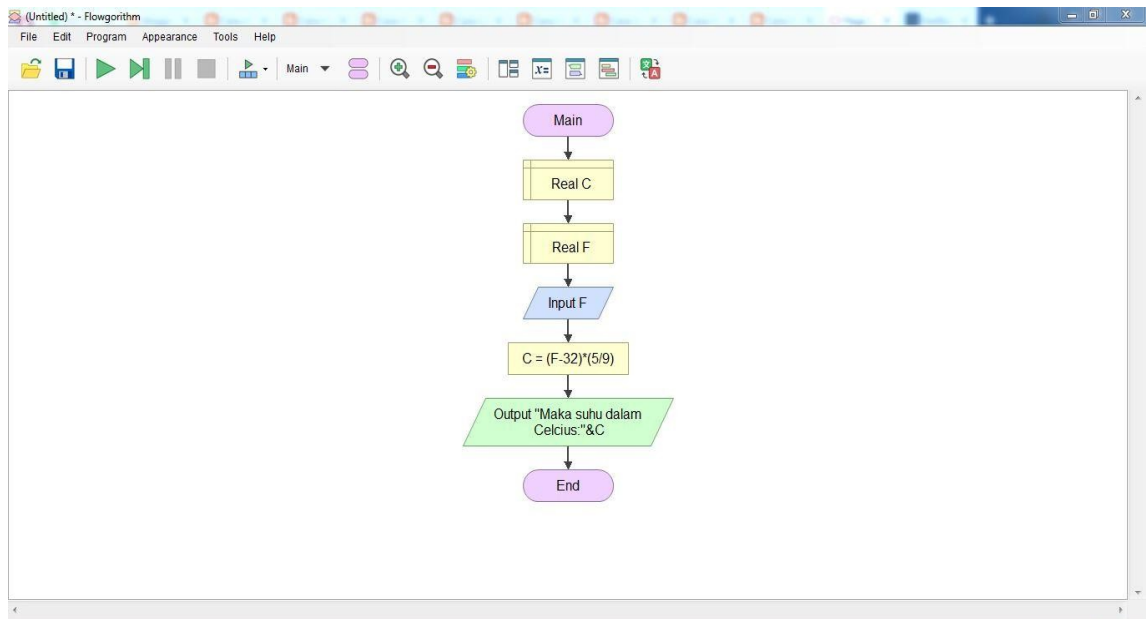 (Untitled) * - Flowgorithm
File Edit Program Appearance Tools Help
Main
x=
Main
Real C
Real F
Input F
C = (F-32)*(5/9)
Output "Maka suhu dalam
Celcius:"&C
End